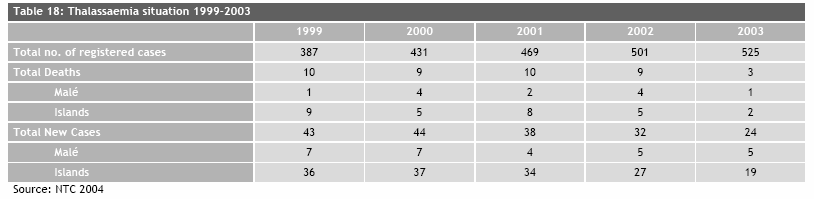 Table 18: Thalassaemia situation 1999-2003
1999 2000 2001 2002 2003
Total no. of registered cases 387 431 469 501 525
Total Deaths 10 9 10 9 3
Malé 1 4 2 4 1
Islands 9 5 8 5 2
Total New Cases 43 44 38 32 24
Malé 7 7 4 5 5
Islands 36 37 34 27 19
Source: NTC 2004